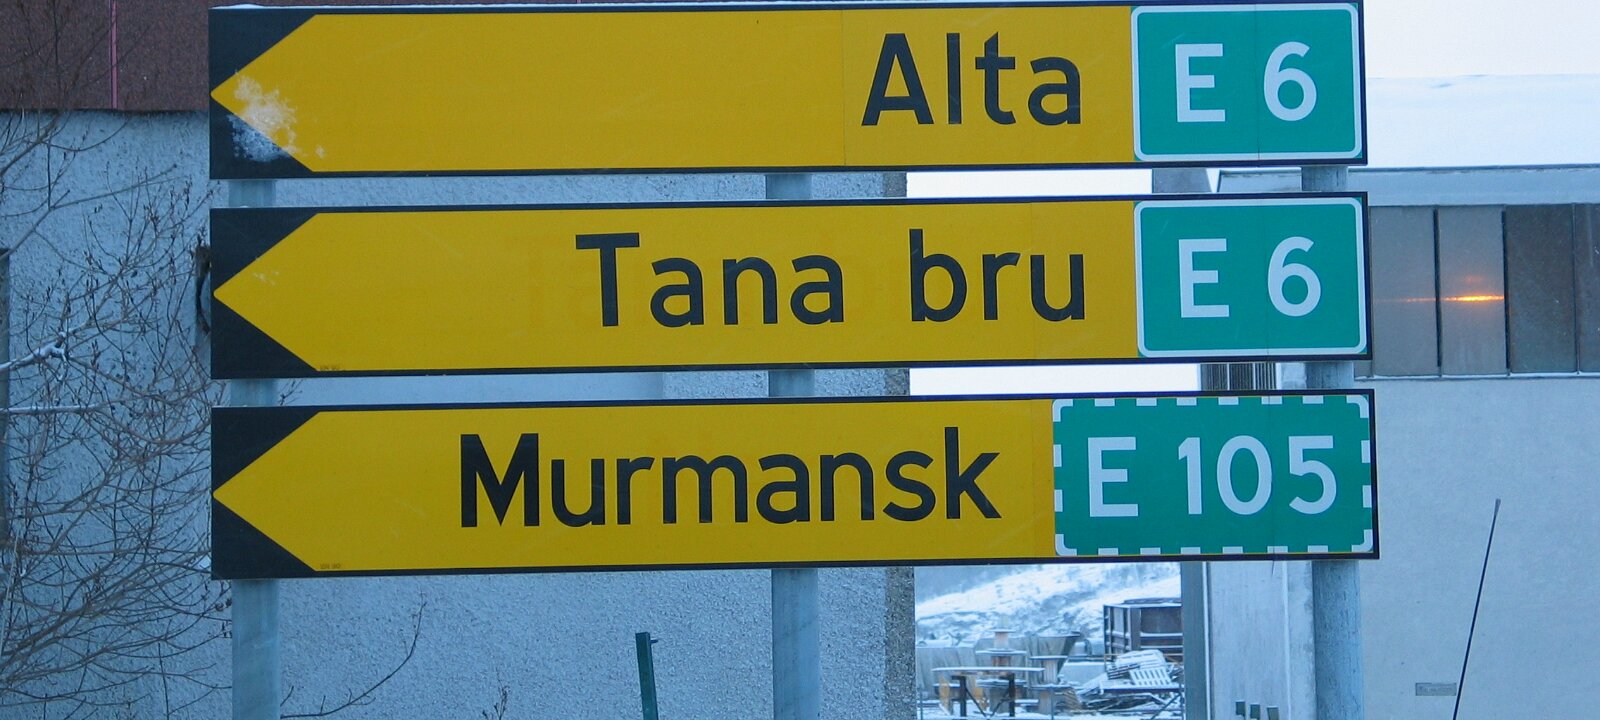 Alta E 6
Tana bru E 6
Murmansk E 105